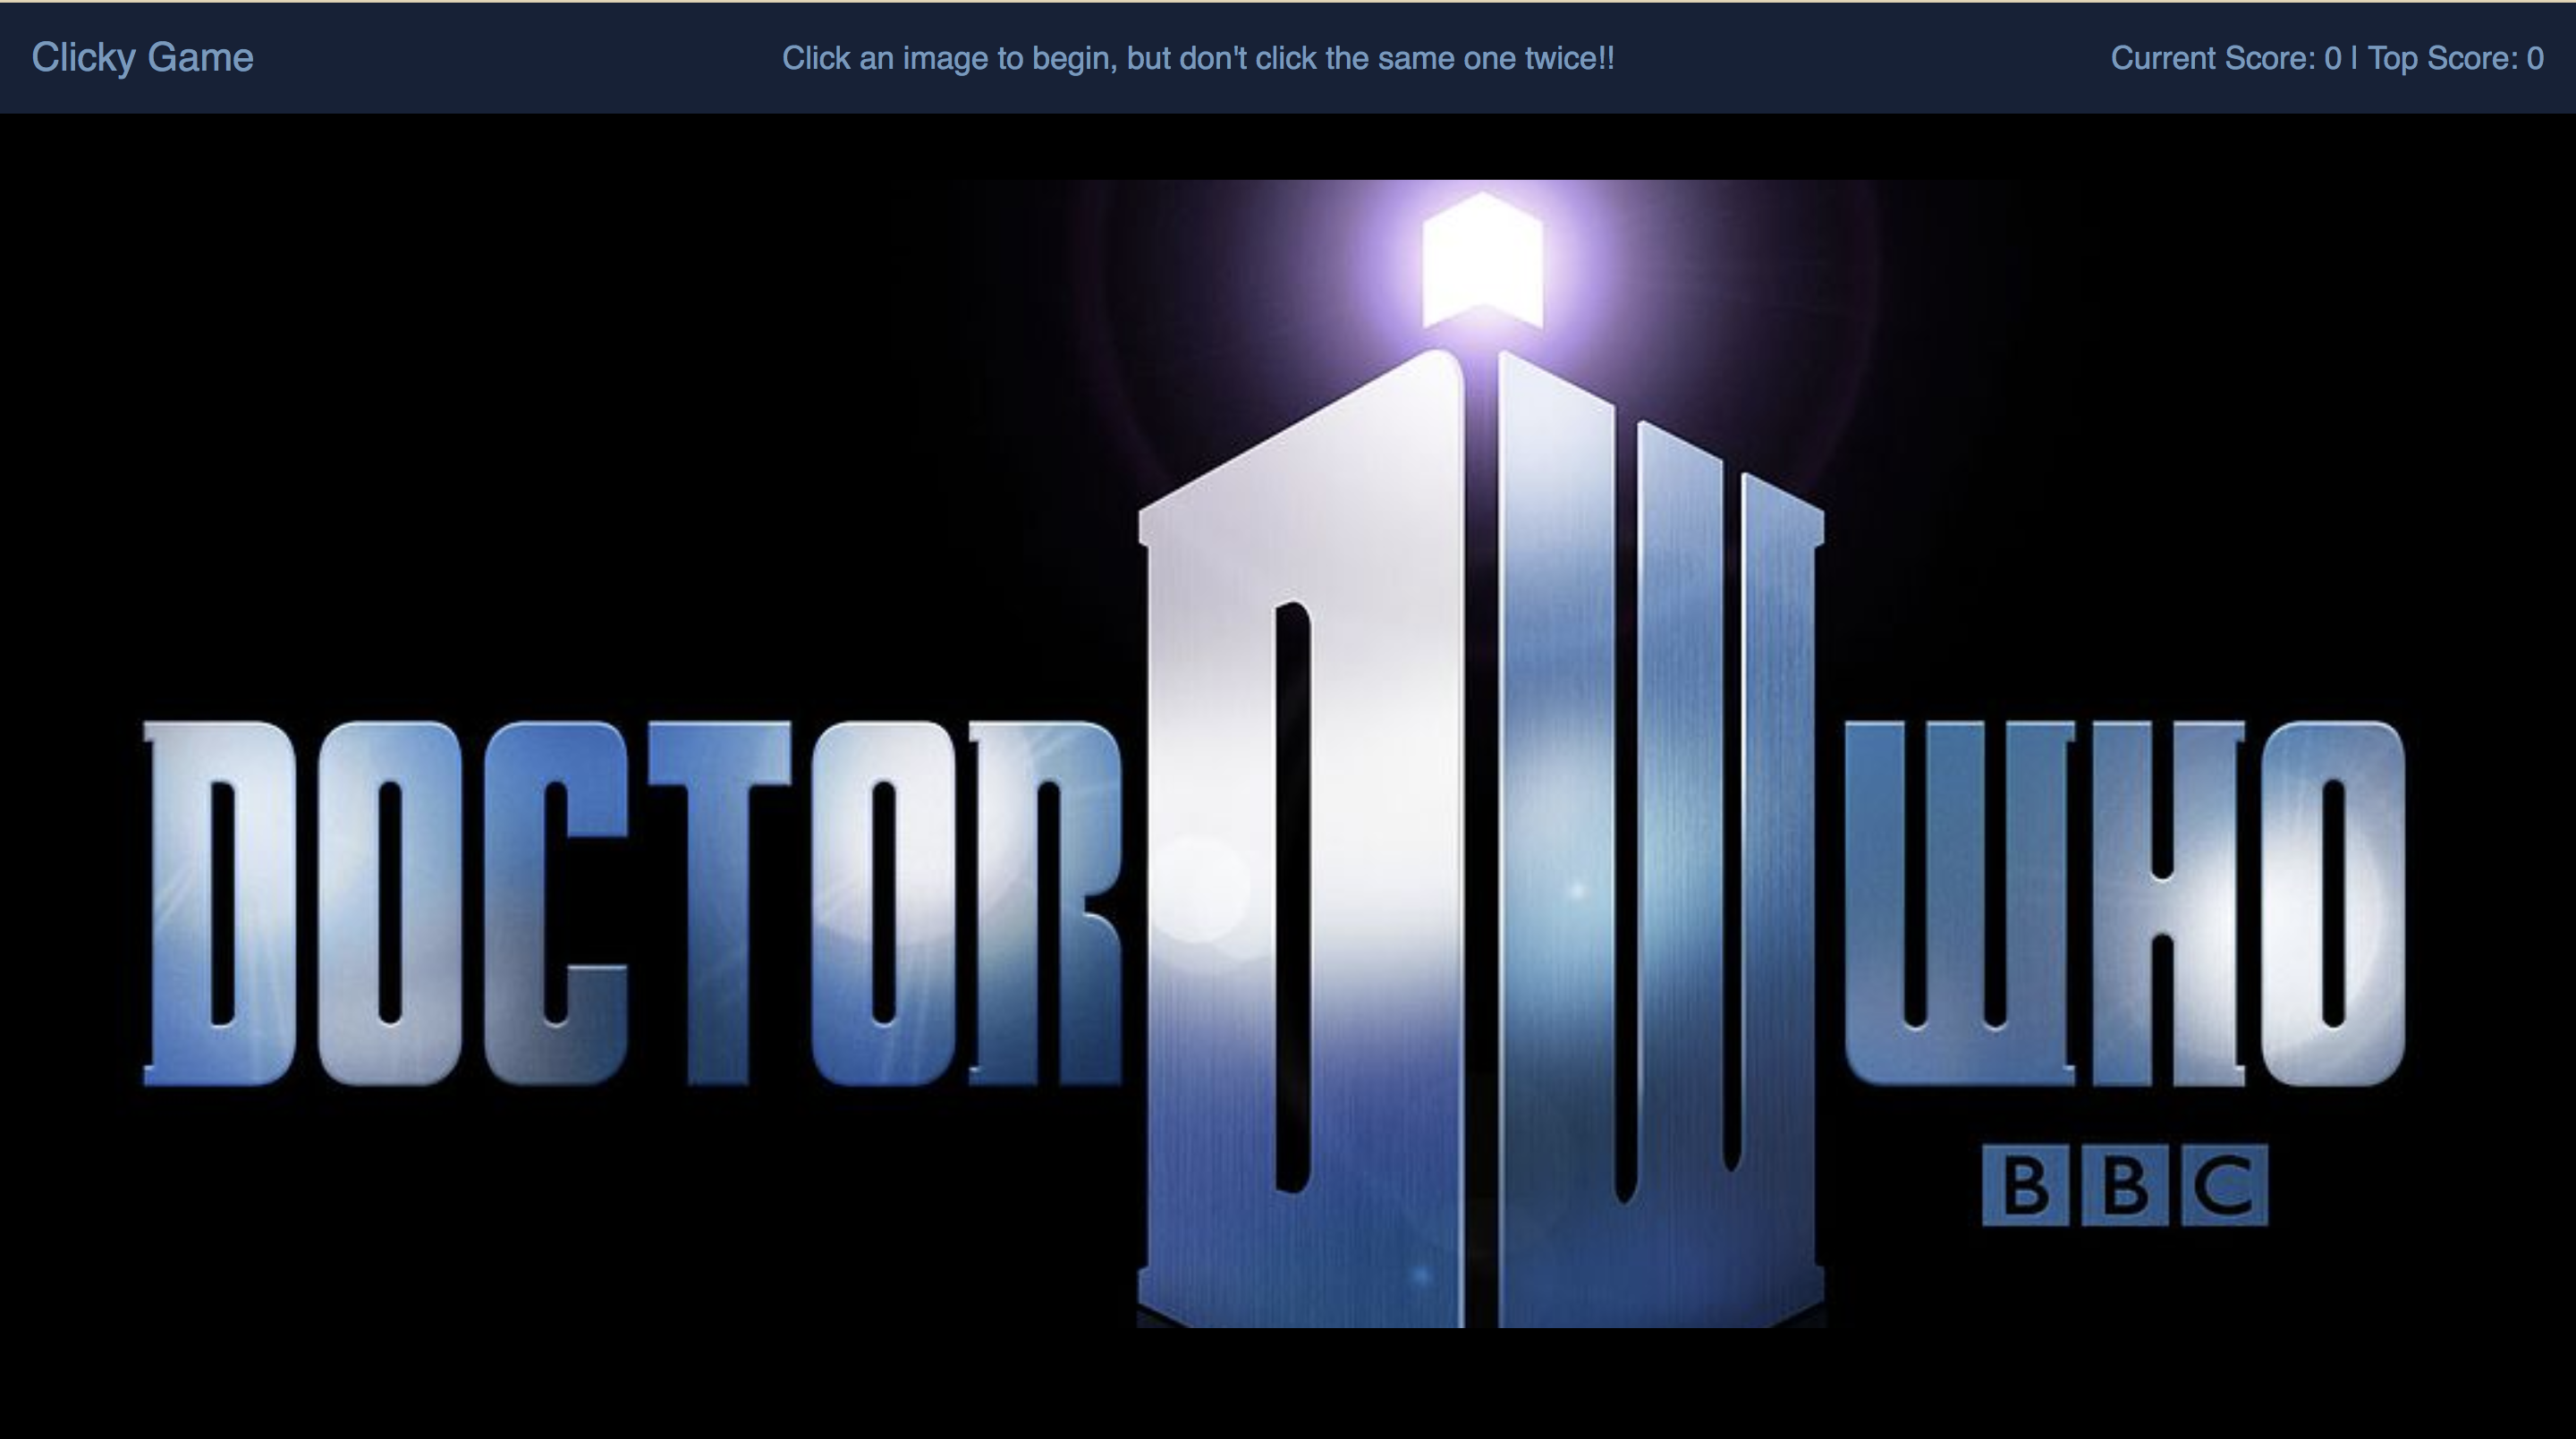 Clicky Game
Click an image to begin, but don't click the same one twice!!
Current Score: 0 | Top Score: 0
DOCTOR DW WHO
BBC